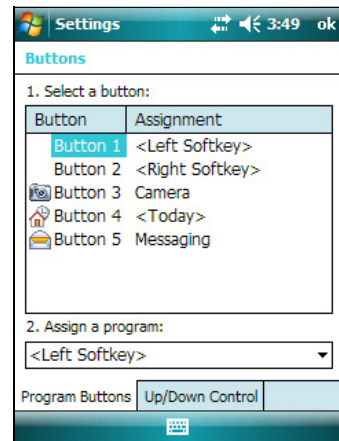 Settings 3:49 ok
Buttons
1. Select a button:
Button Assignment
Button 1 <Left Softkey>
Button 2 <Right Softkey>
Button 3 Camera
Button 4 <Today>
Button 5 Messaging
2. Assign a program:
<Left Softkey>
Program Buttons Up/Down Control